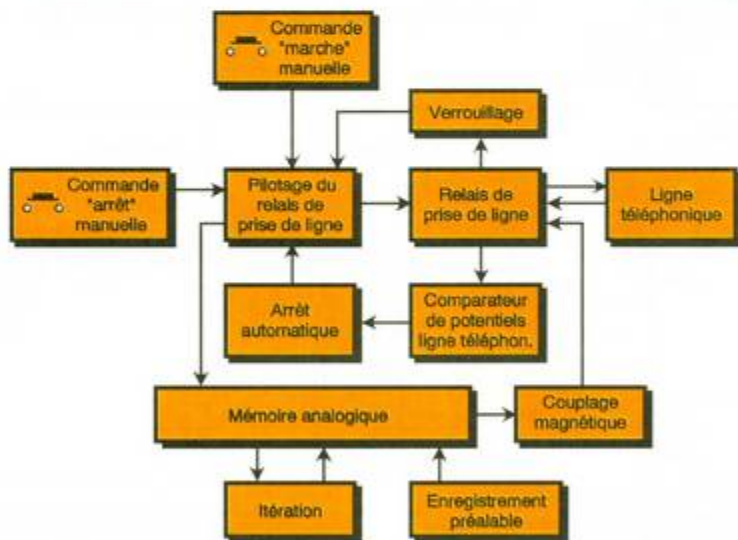 Commande
"marche"
manuelle
Verrouillage
Commande
"arrêt"
manuelle
Pilotage du
relais de
prise de ligne
Relais de
prise de ligne
Ligne
téléphonique
Arrêt
automatique
Comparateur
de potentiels
ligne téléphon.
Mémoire analogique
Couplage
magnétique
Itération
Enregistrement
préalable